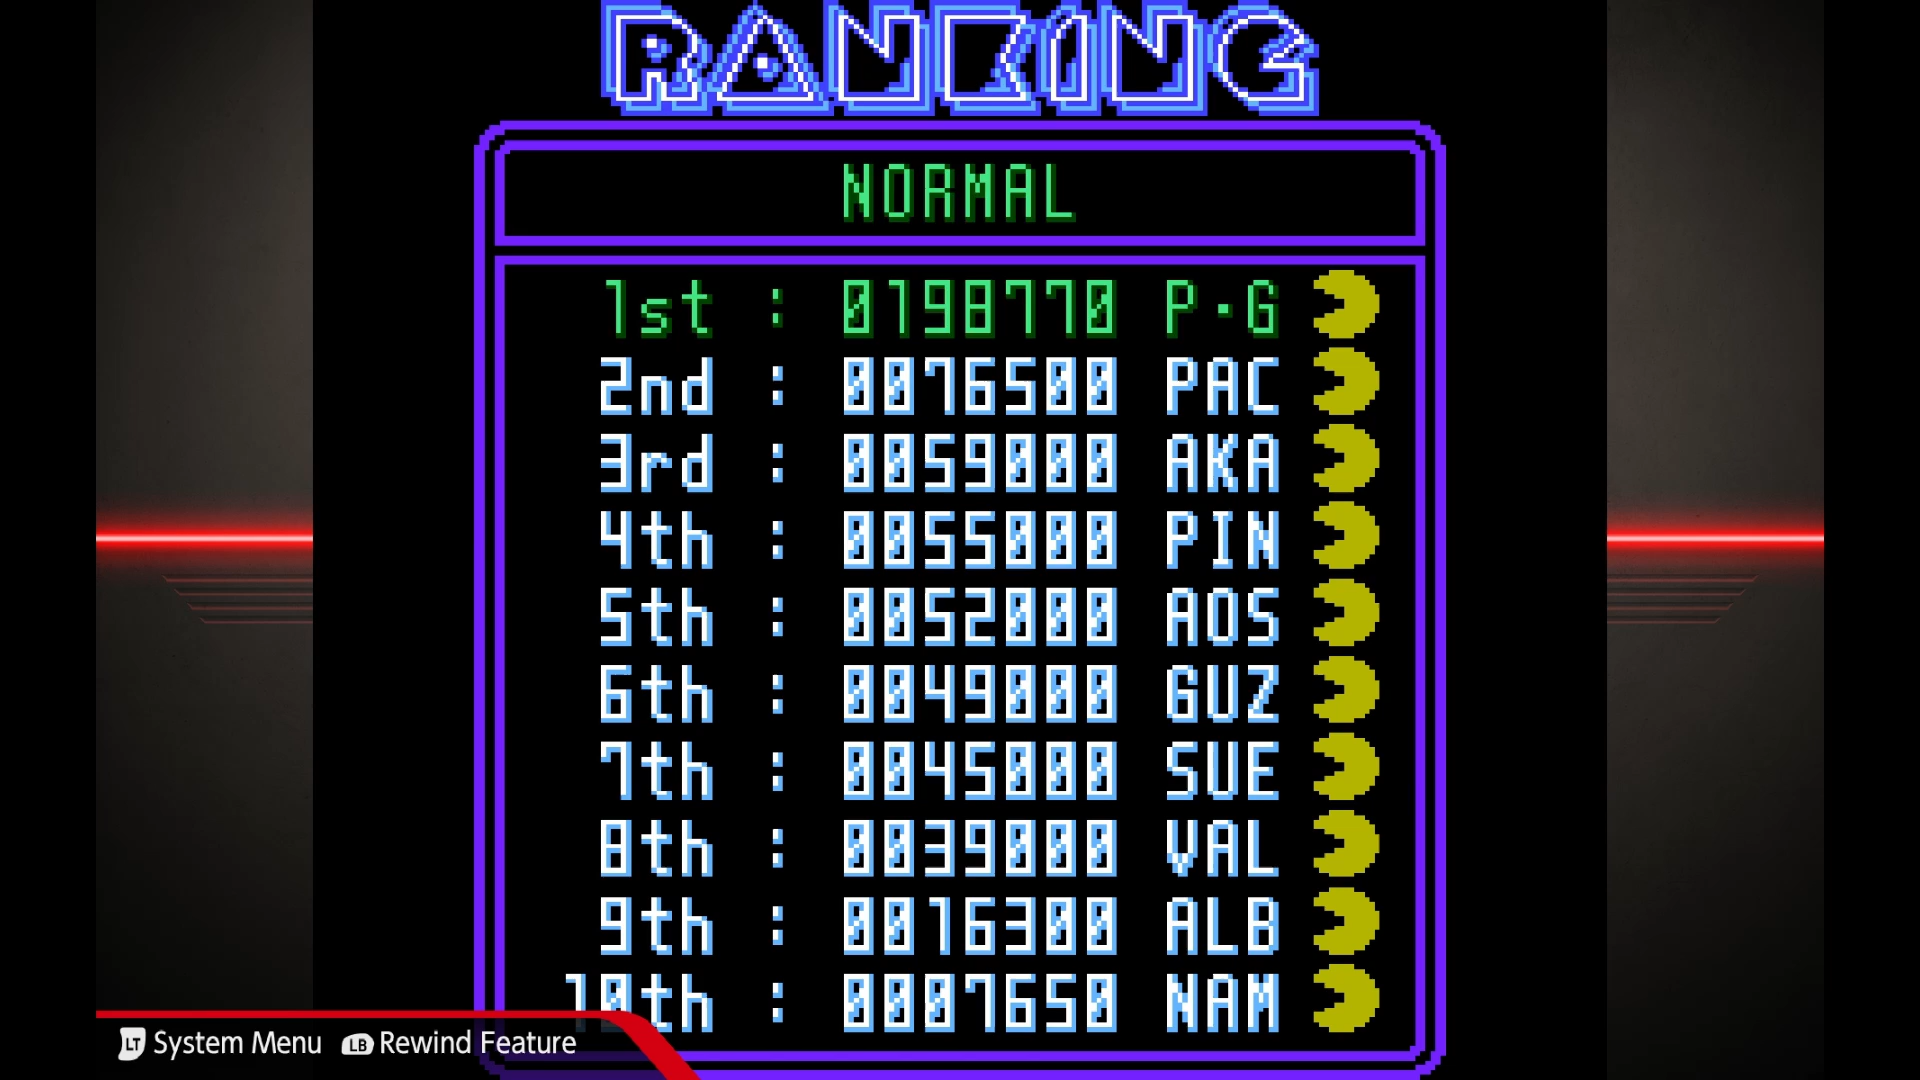 RANKING
NORMAL
1st : 0198770 P·G
2nd : 0076500 PAC
3rd : 0059000 AKA
4th : 0055000 PIN
5th : 0052000 AOS
6th : 0049000 GUZ
7th : 0045000 SUE
8th : 0039000 VAL
9th : 0016300 ALB
10th : 0007650 NAM
LT System Menu LB Rewind Feature